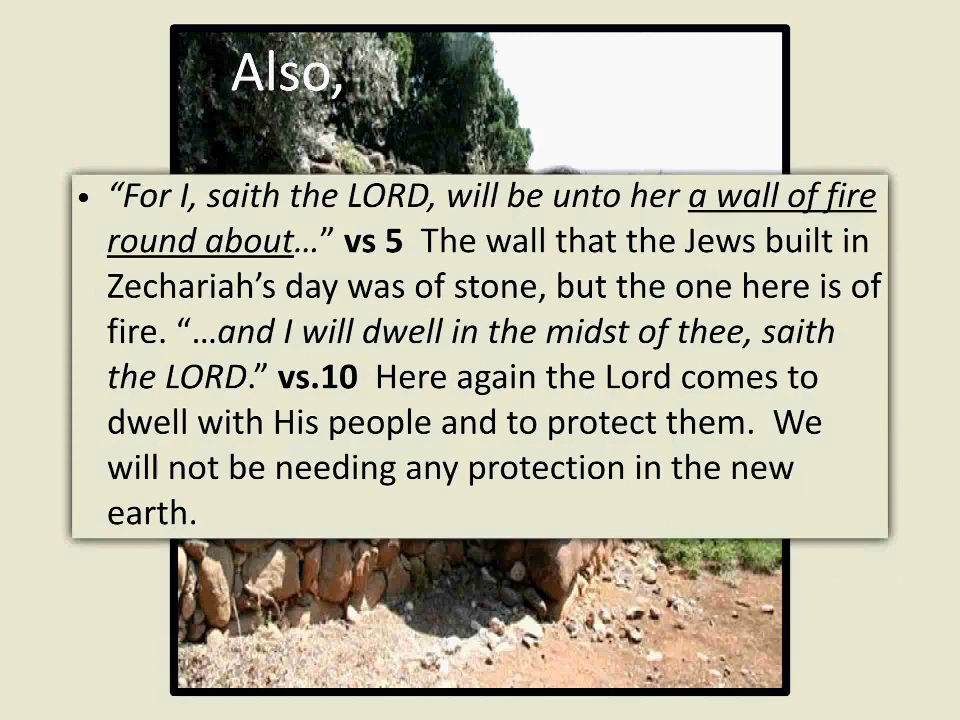 Also,
• “For I, saith the LORD, will be unto her a wall of fire
round about…” vs 5  The wall that the Jews built in
Zechariah’s day was of stone, but the one here is of
fire. “…and I will dwell in the midst of thee, saith
the LORD.” vs.10  Here again the Lord comes to
dwell with His people and to protect them.  We
will not be needing any protection in the new
earth.